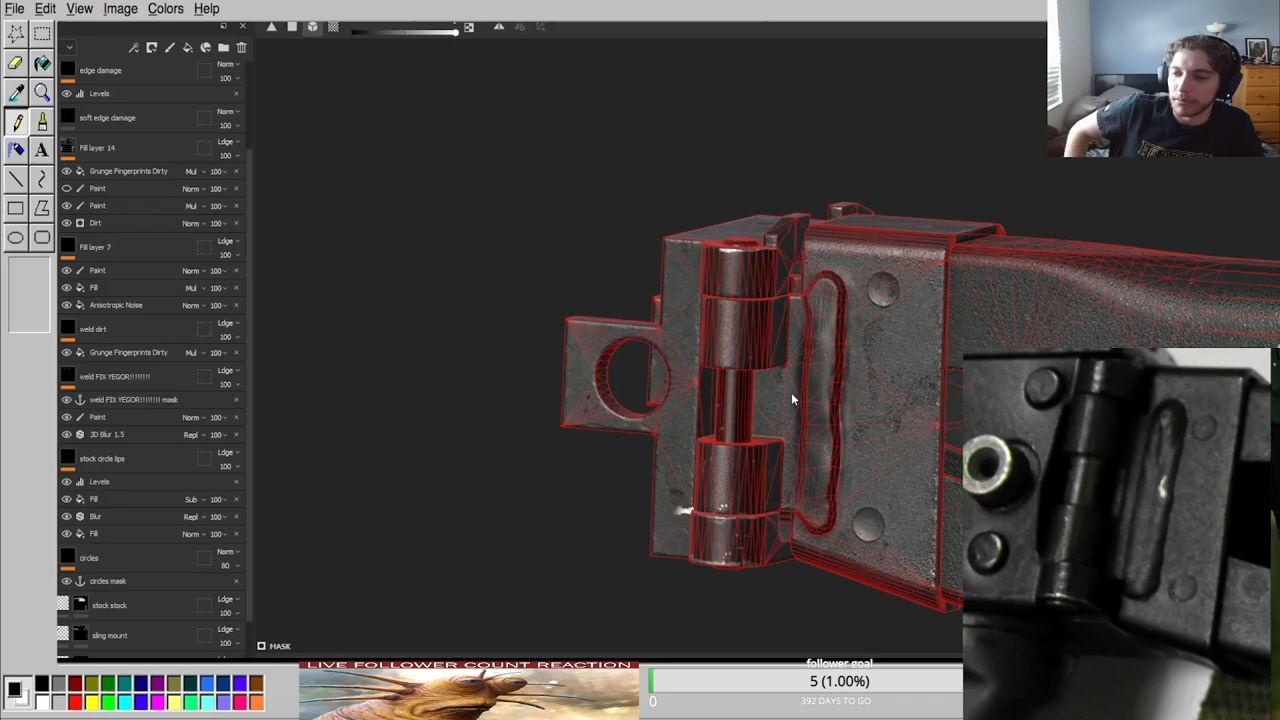 File Edit View Image Colors Help
edge damage Norm 100
Levels
soft edge damage Norm 100
Fill layer 14 Ldge 100
Grunge Fingerprints Dirty Mul 100
Paint Norm 100
Paint Mul 100
Dirt Norm 100
Fill layer 7 Ldge 100
Paint Norm 100
Fill Mul 100
Anisotropic Noise Norm 100
weld dirt Ldge 100
Grunge Fingerprints Dirty Mul 100
weld FIX YEGOR!!!!!!!! Ldge 100
weld FIX YEGOR!!!!!!!! mask
Paint Norm 100
3D Blur 1.5 Repl 100
stock circle lips Ldge 100
Levels
Fill Sub 100
Blur Repl 100
Fill Norm 100
circles Norm 80
circles mask
stock stock Ldge 100
sling mount Ldge 100
MASK
LIVE FOLLOWER COUNT REACTION
follower goal
5 (1.00%)
0
392 DAYS TO GO